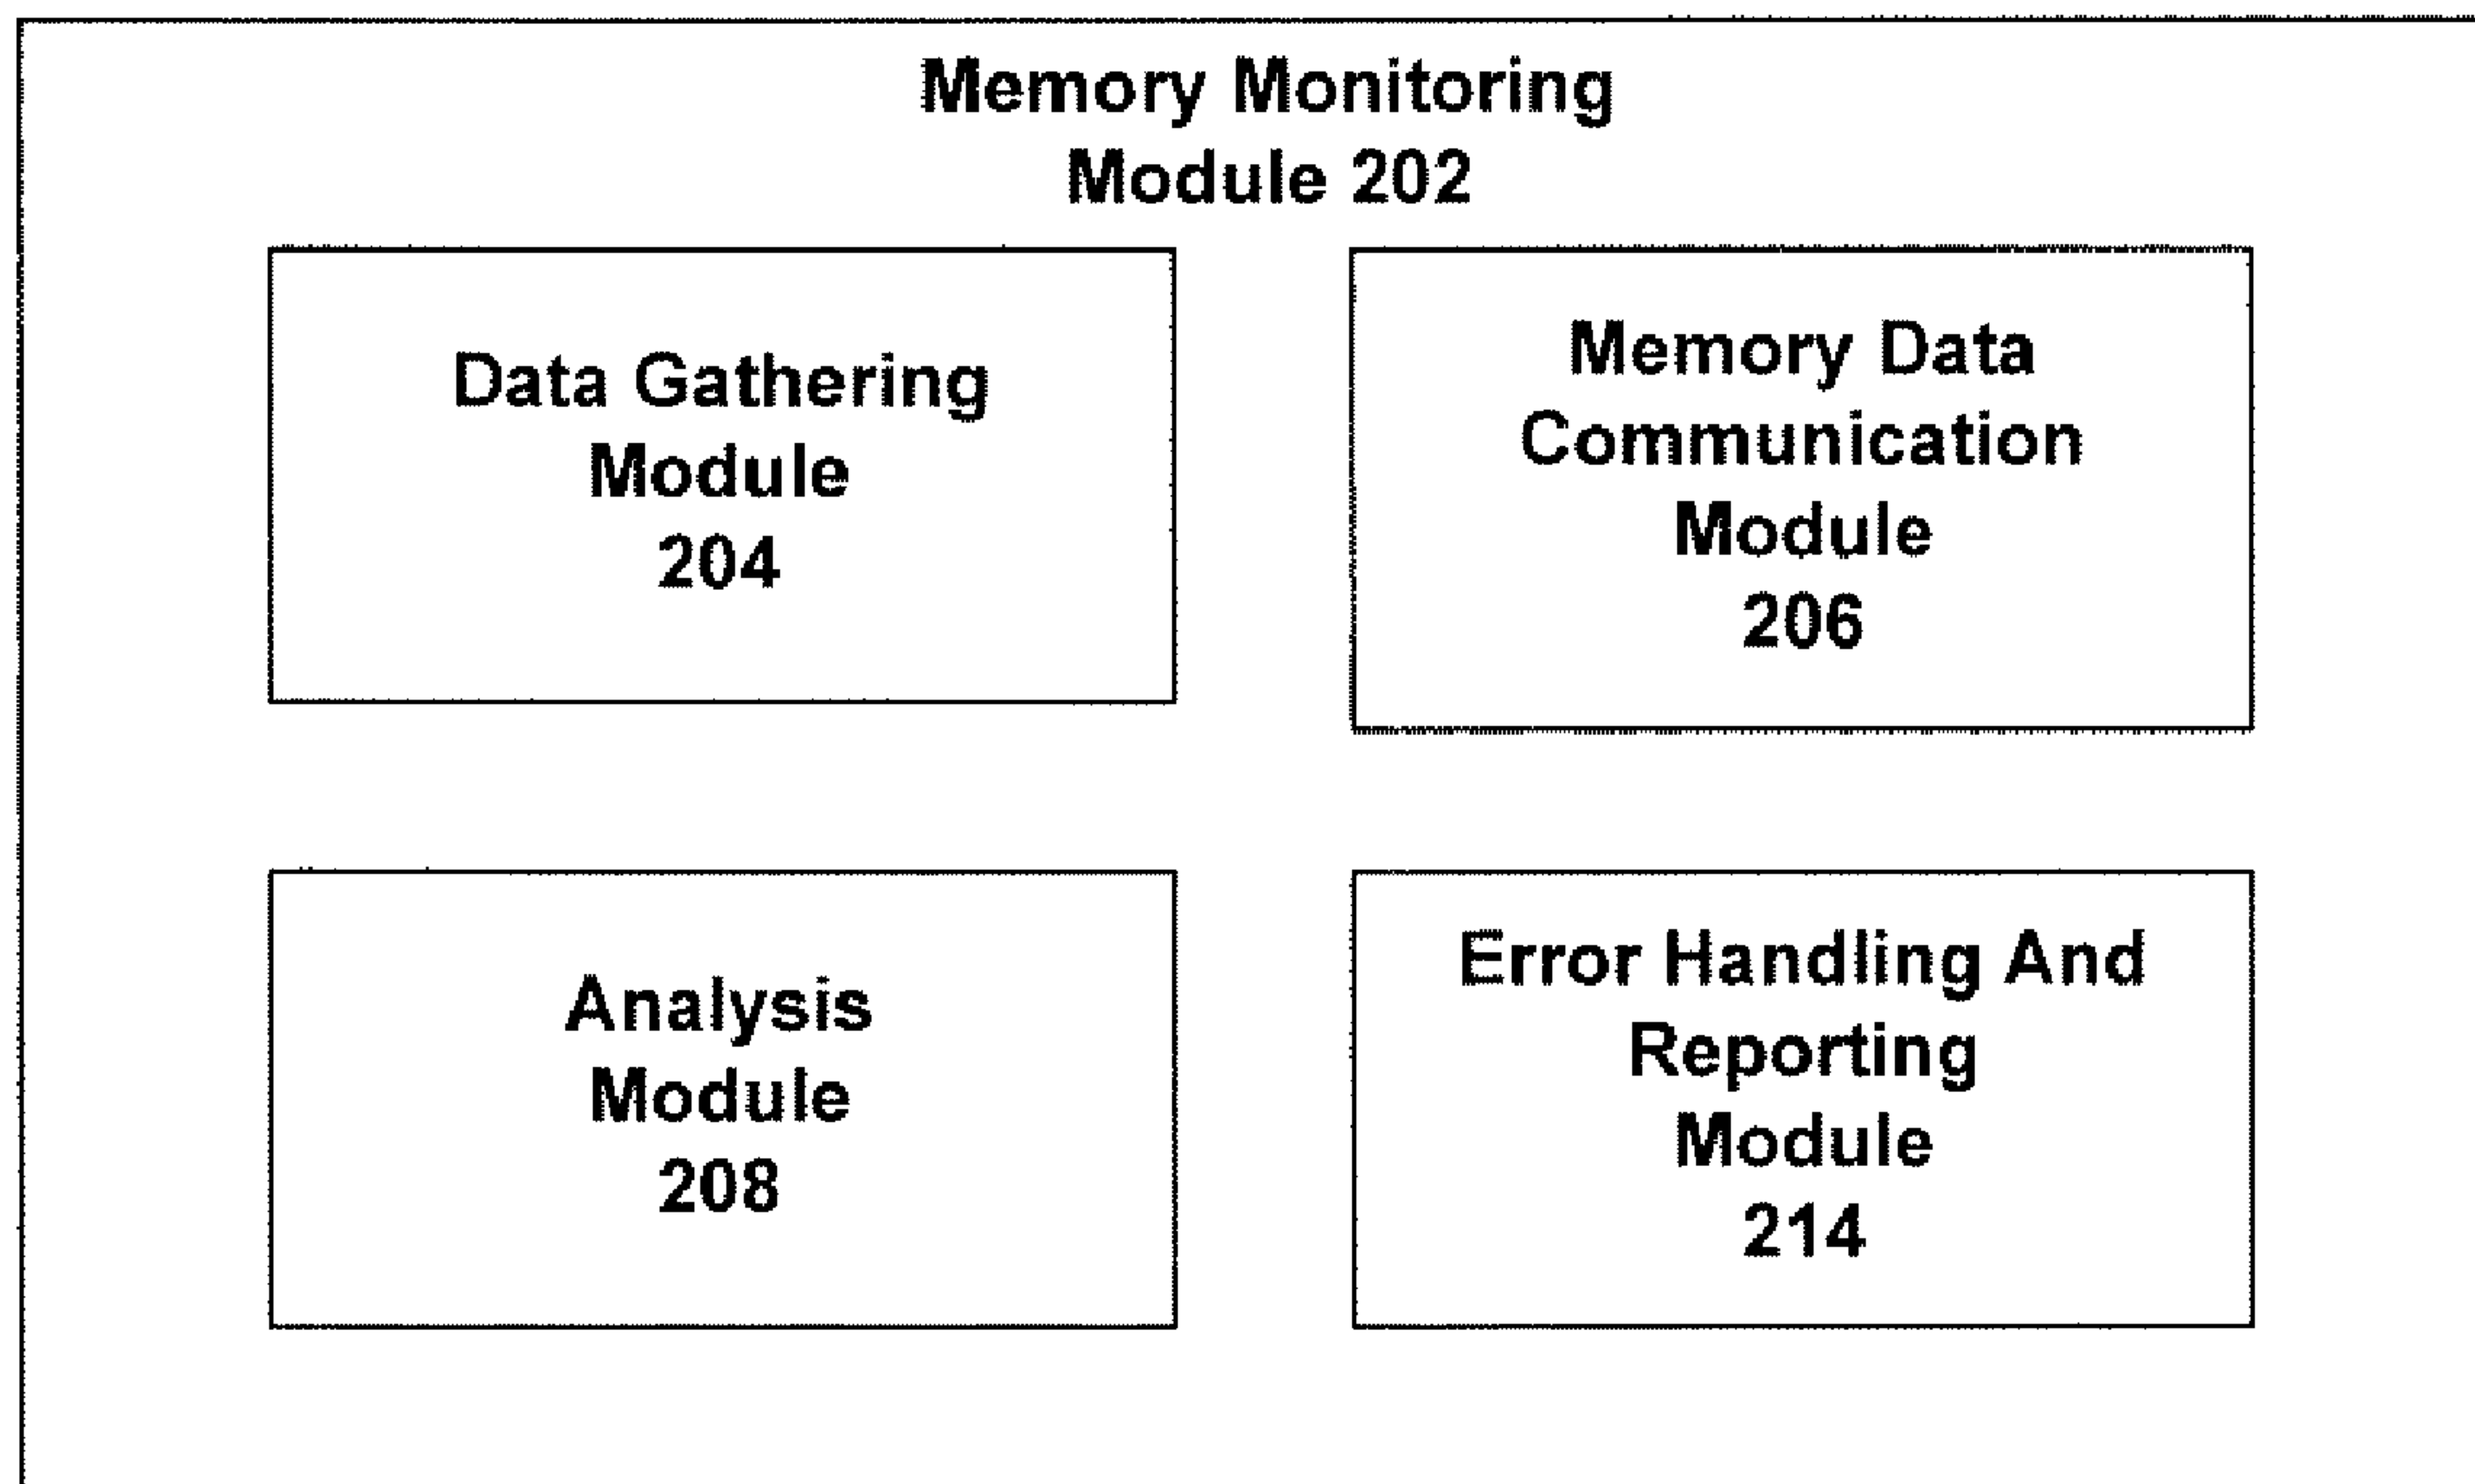 Memory Monitoring
Module 202
Data Gathering
Module
204
Memory Data
Communication
Module
206
Analysis
Module
208
Error Handling And
Reporting
Module
214